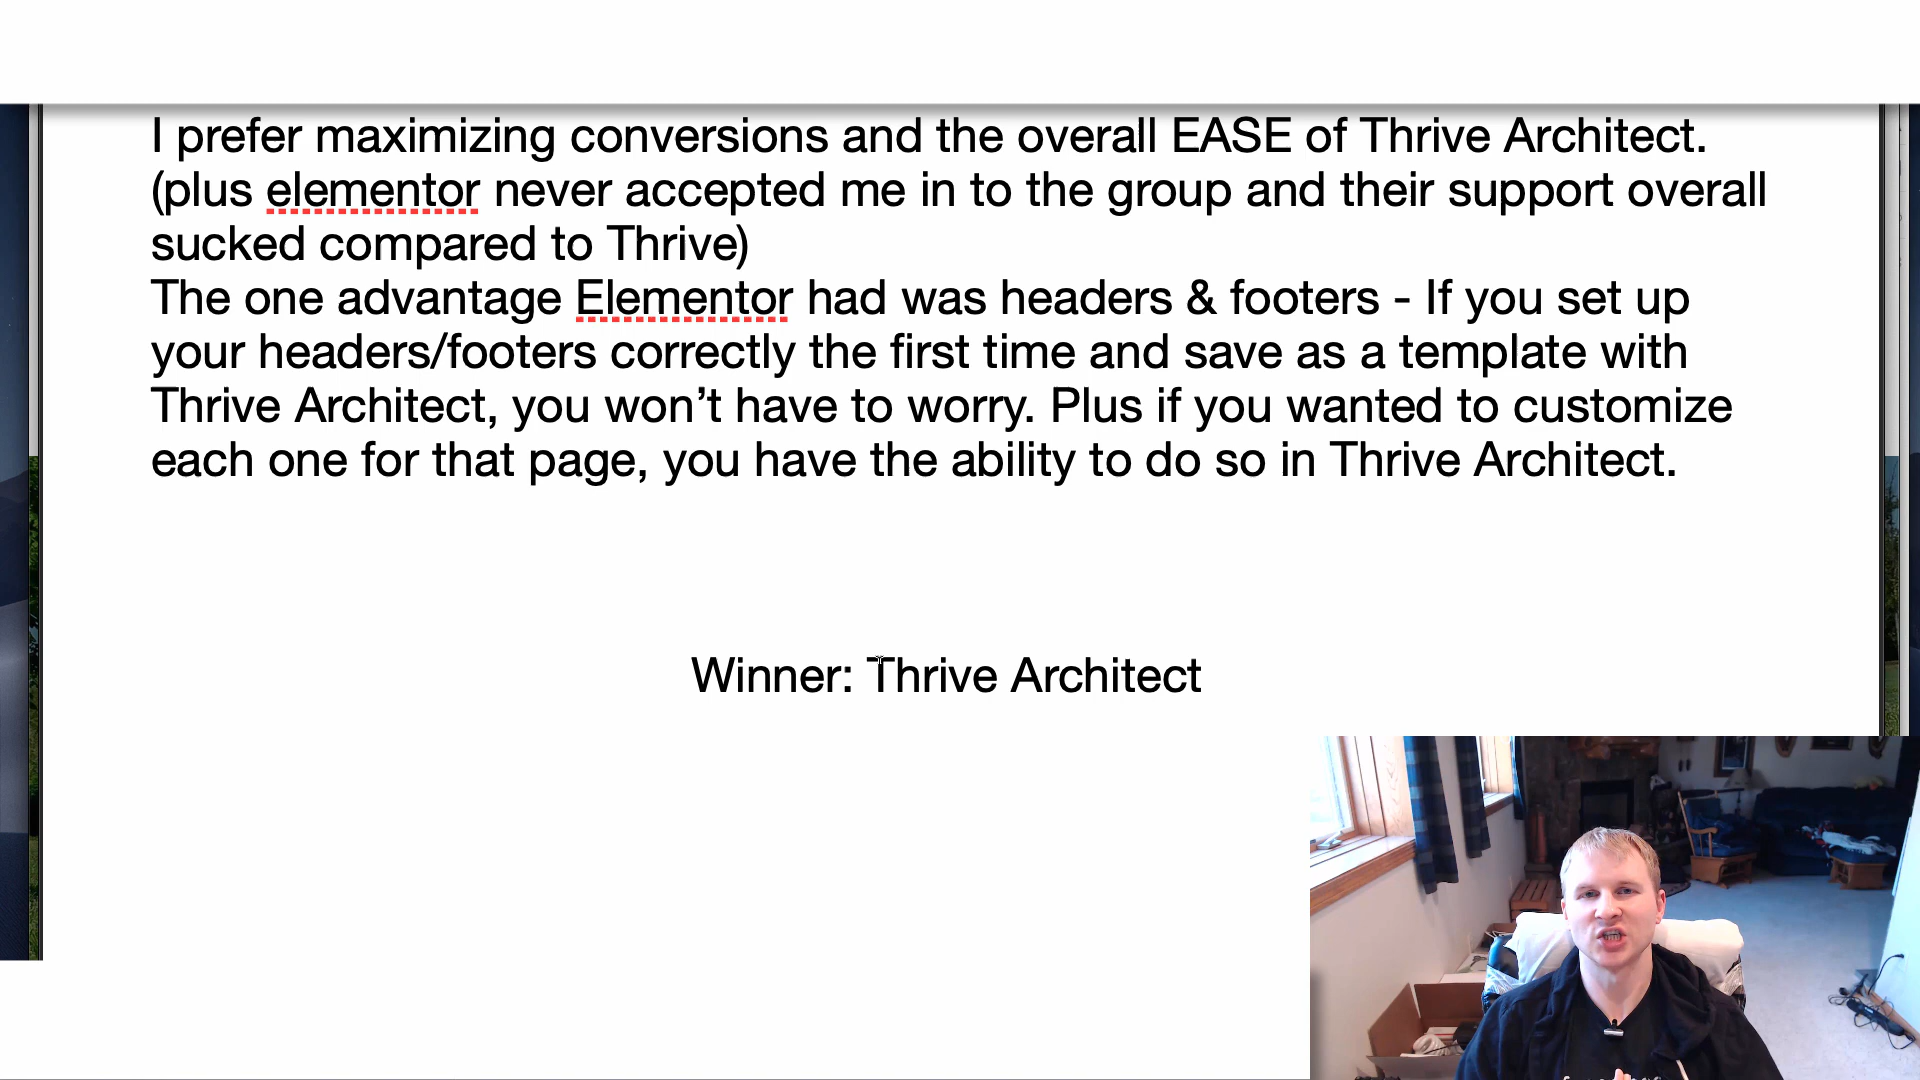 I prefer maximizing conversions and the overall EASE of Thrive Architect.
(plus elementor never accepted me in to the group and their support overall
sucked compared to Thrive)
The one advantage Elementor had was headers & footers - If you set up
your headers/footers correctly the first time and save as a template with
Thrive Architect, you won’t have to worry. Plus if you wanted to customize
each one for that page, you have the ability to do so in Thrive Architect.
Winner: Thrive Architect